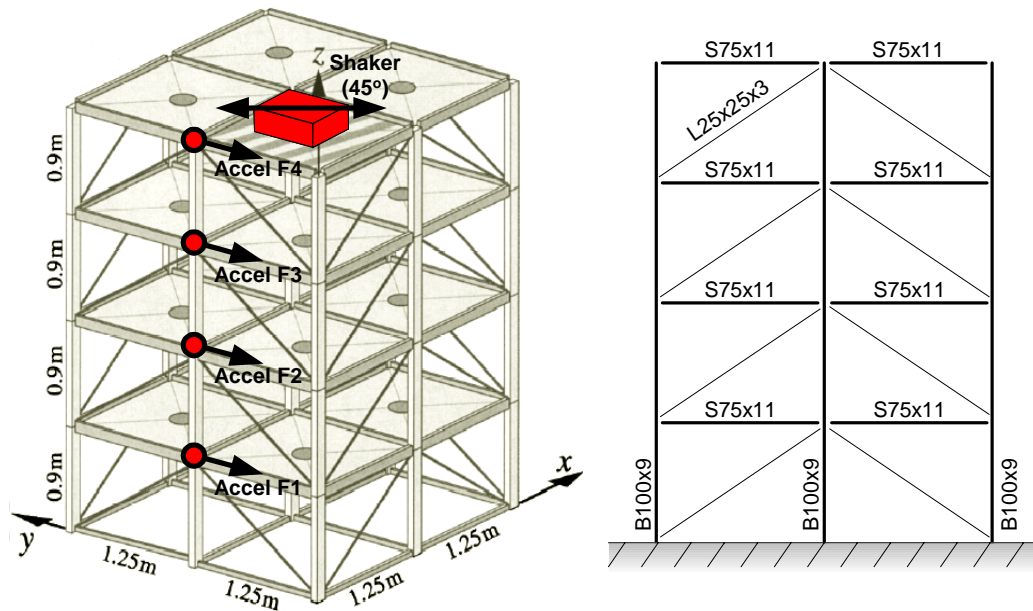 z
Shaker
(45º)
0.9m
Accel F4
0.9m
Accel F3
0.9m
Accel F2
0.9m
Accel F1
x
y
1.25m
1.25m
1.25m
1.25m
S75x11
S75x11
L25x25x3
S75x11
S75x11
S75x11
S75x11
S75x11
S75x11
B100x9
B100x9
B100x9